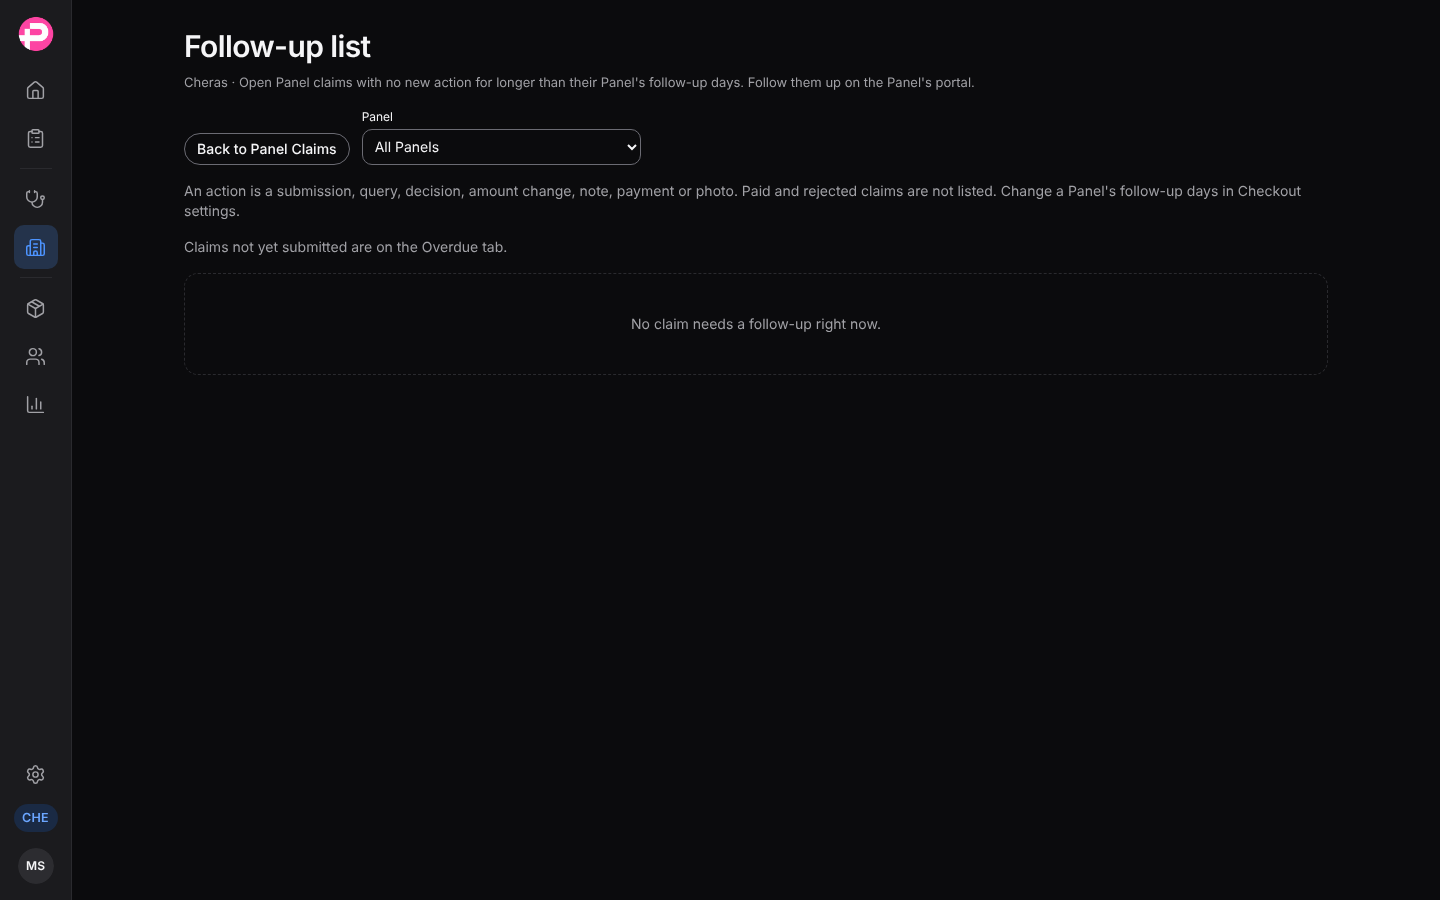 Follow-up list
Cheras · Open Panel claims with no new action for longer than their Panel's follow-up days. Follow them up on the Panel's portal.
Panel
Back to Panel Claims
All Panels
An action is a submission, query, decision, amount change, note, payment or photo. Paid and rejected claims are not listed. Change a Panel's follow-up days in Checkout
settings.
Claims not yet submitted are on the Overdue tab.
No claim needs a follow-up right now.
CHE
MS